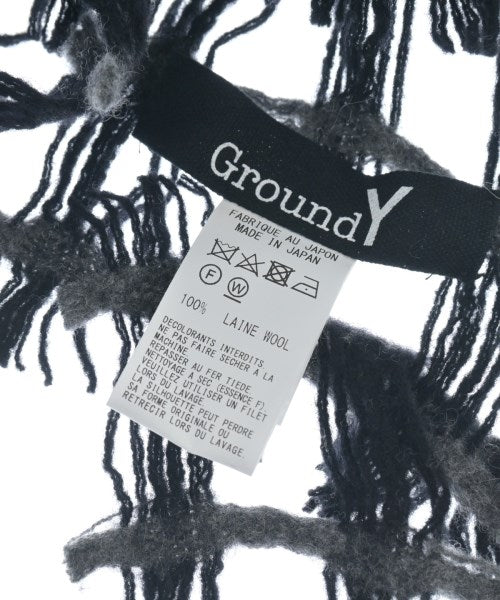 GroundY
FABRIQUE AU JAPON
MADE IN JAPAN
F W
100% LAINE WOOL
DECOLORANTS INTERDITS
NE PAS FAIRE SECHER A LA
MACHINE
REPASSER AU FER TIEDE
NETTOYAGE A SEC (ESSENCE F)
VEUILLEZ UTILISER UN FILET
LORS DU LAVAGE.
LA SILHOUETTE PEUT PERDRE
SA FORME ORIGINALE OU
RETRECIR LORS DU LAVAGE.